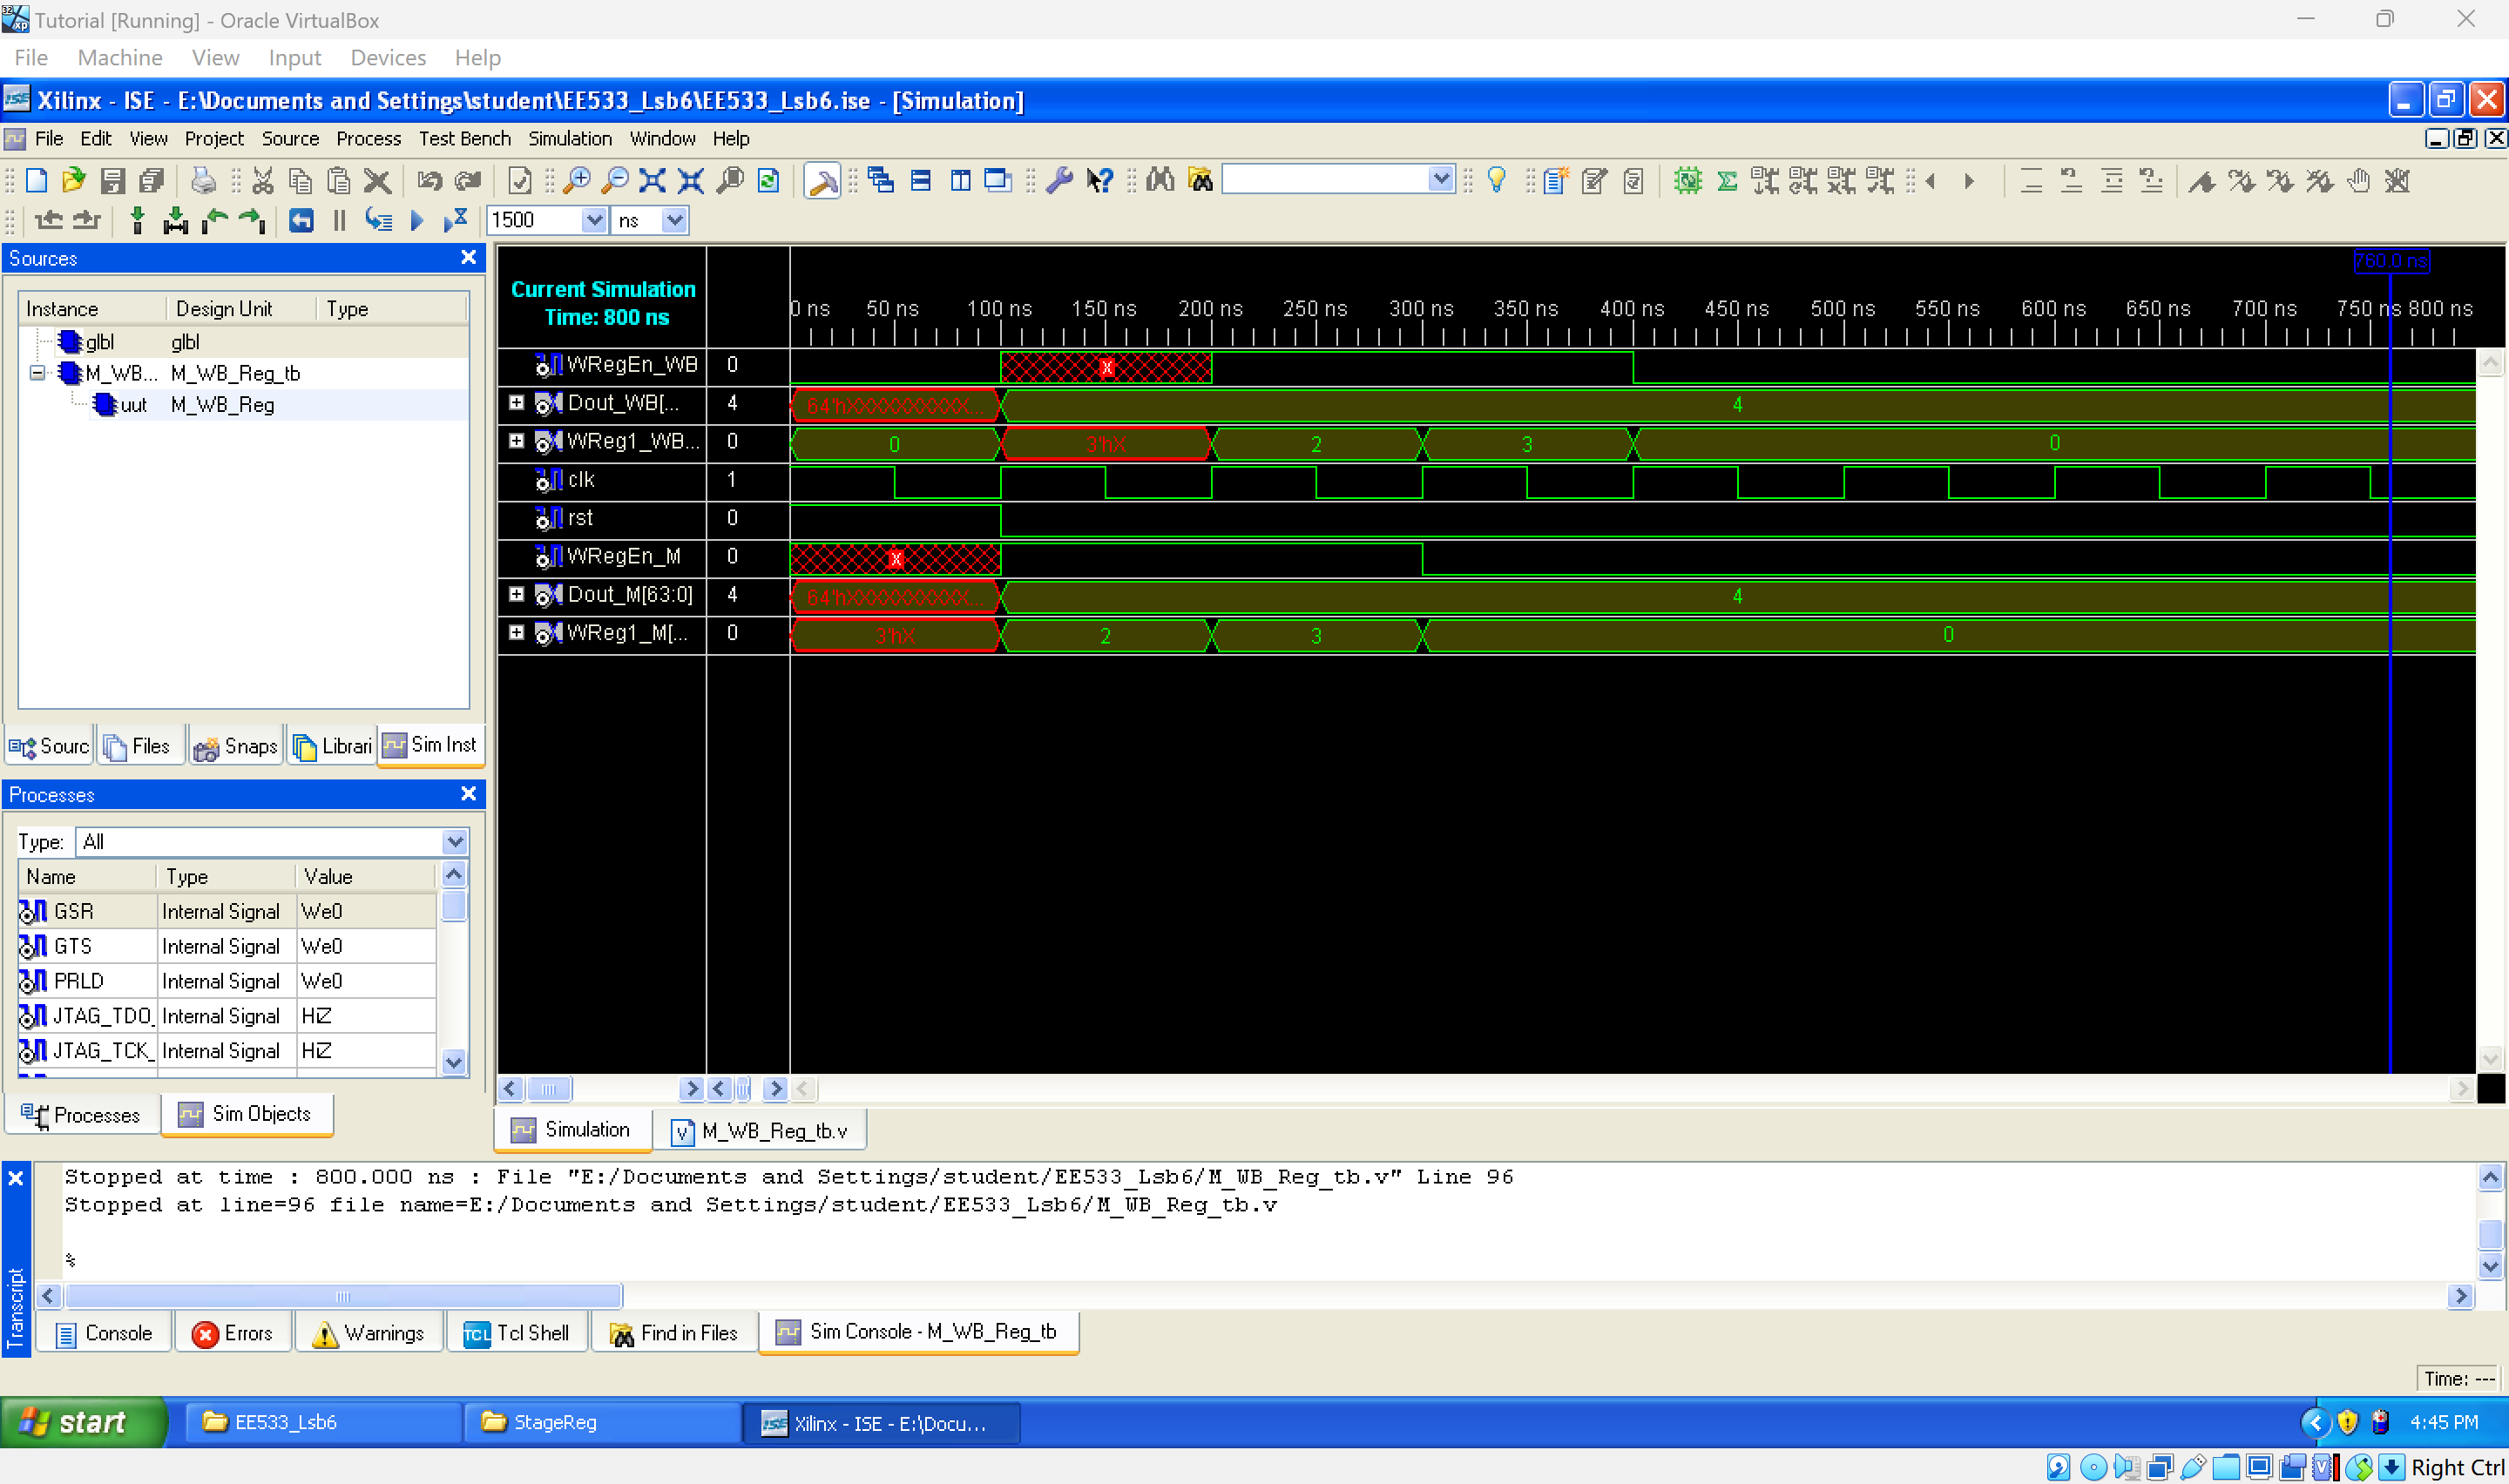 Tutorial [Running] - Oracle VirtualBox
File Machine View Input Devices Help
Xilinx - ISE - E:\Documents and Settings\student\EE533_Lsb6\EE533_Lsb6.ise - [Simulation]
File Edit View Project Source Process Test Bench Simulation Window Help
1500 ns
Sources
Instance Design Unit Type
glbl glbl
M_WB... M_WB_Reg_tb
uut M_WB_Reg
Sourc Files Snaps Librari Sim Inst
Processes
Type: All
Name Type Value
GSR Internal Signal We0
GTS Internal Signal We0
PRLD Internal Signal We0
JTAG_TDO_ Internal Signal HiZ
JTAG_TCK_ Internal Signal HiZ
Processes Sim Objects
760.0 ns
Current Simulation
Time: 800 ns
0 ns 50 ns 100 ns 150 ns 200 ns 250 ns 300 ns 350 ns 400 ns 450 ns 500 ns 550 ns 600 ns 650 ns 700 ns 750 ns 800 ns
WRegEn_WB 0 X
Dout_WB[... 4 64'hXXXXXXXXXX... 4
WReg1_WB... 0 0 3'hX 2 3 0
clk 1
rst 0
WRegEn_M 0 X
Dout_M[63:0] 4 64'hXXXXXXXXXX... 4
WReg1_M[... 0 3'hX 2 3 0
Simulation M_WB_Reg_tb.v
Stopped at time : 800.000 ns : File "E:/Documents and Settings/student/EE533_Lsb6/M_WB_Reg_tb.v" Line 96
Stopped at line=96 file name=E:/Documents and Settings/student/EE533_Lsb6/M_WB_Reg_tb.v
%
Transcript
Console Errors Warnings TCL Tcl Shell Find in Files Sim Console - M_WB_Reg_tb
Time: ---
start EE533_Lsb6 StageReg ISE Xilinx - ISE - E:\Docu... 4:45 PM
Right Ctrl